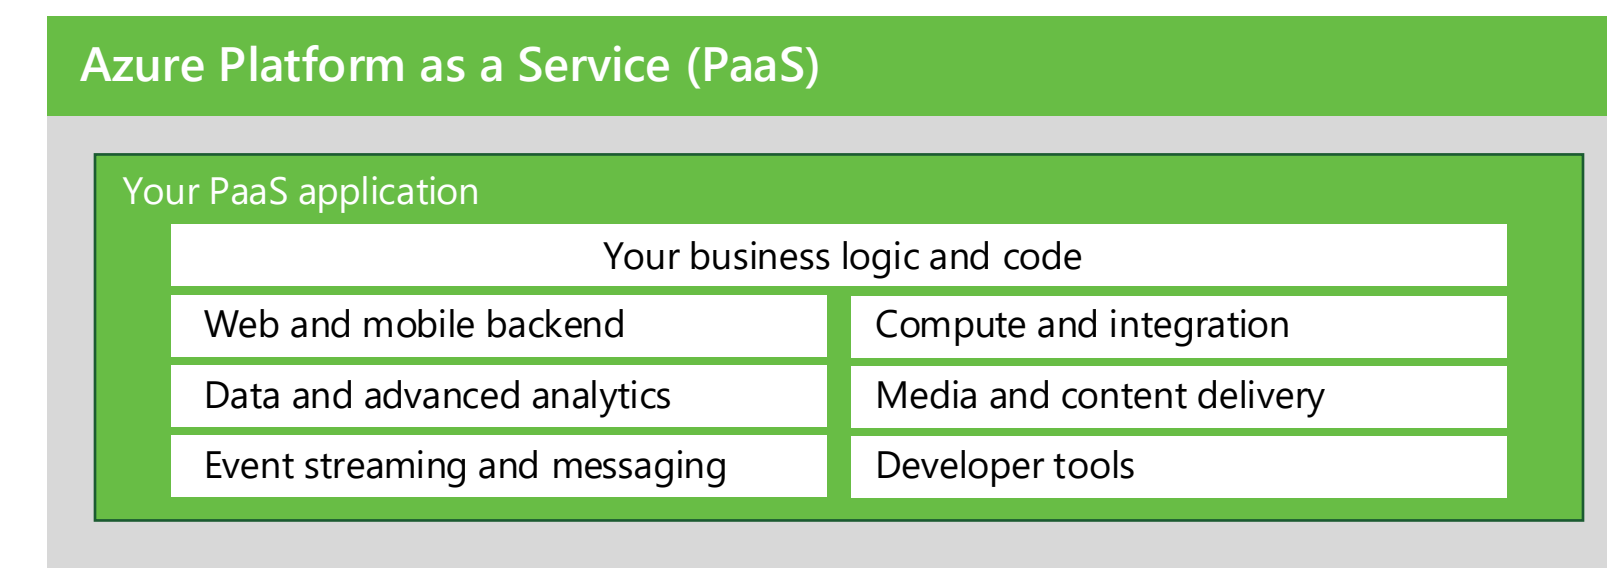 Azure Platform as a Service (PaaS)
Your PaaS application
Your business logic and code
Web and mobile backend
Compute and integration
Data and advanced analytics
Media and content delivery
Event streaming and messaging
Developer tools